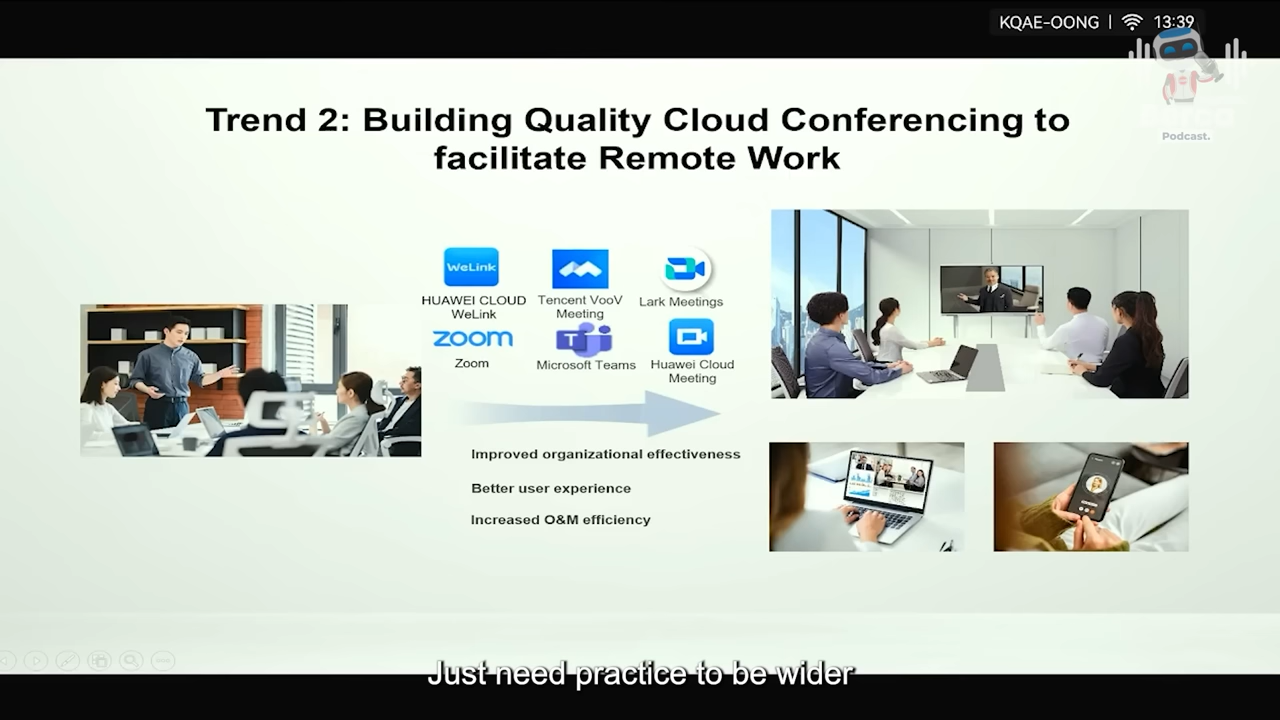 KQAE-OONG | 13:39
Podcast.
Trend 2: Building Quality Cloud Conferencing to
facilitate Remote Work
WeLink
HUAWEI CLOUD
WeLink
Tencent VooV
Meeting
Lark Meetings
zoom
Zoom
T
Microsoft Teams
Huawei Cloud
Meeting
Improved organizational effectiveness
Better user experience
Increased O&M efficiency
Just need practice to be wider